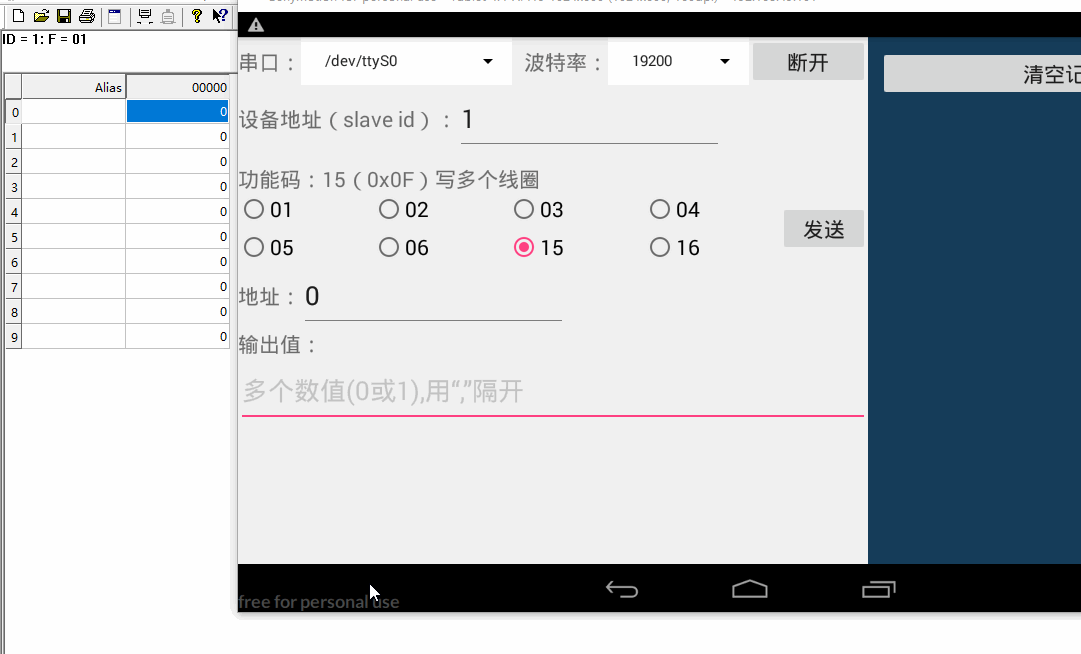 ID = 1: F = 01
Alias 00000
0 0
1 0
2 0
3 0
4 0
5 0
6 0
7 0
8 0
9 0
串口： /dev/ttyS0 波特率： 19200 断开
清空记
设备地址（slave id）： 1
功能码：15（0x0F）写多个线圈
01 02 03 04
05 06 15 16
发送
地址： 0
输出值：
多个数值(0或1),用“,”隔开
free for personal use